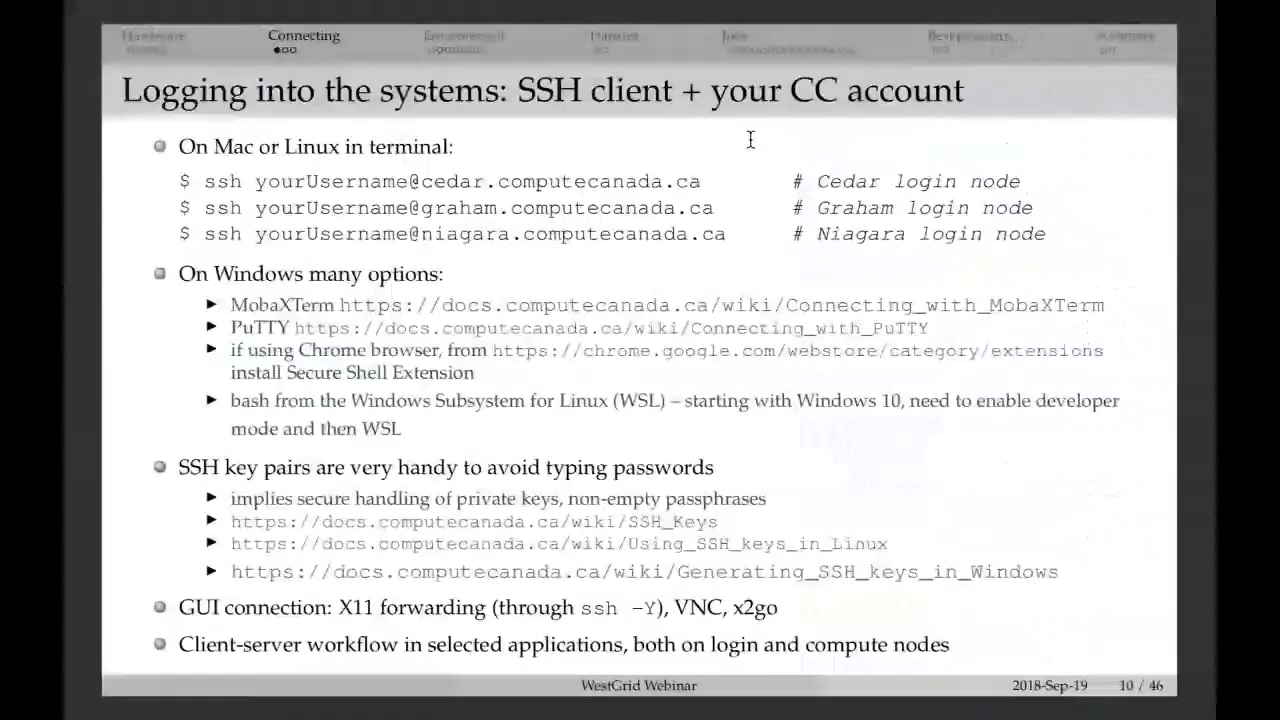 Hardware Connecting Environment Transfer Jobs Best practices Summary
Logging into the systems: SSH client + your CC account
On Mac or Linux in terminal:
$ ssh yourUsername@cedar.computecanada.ca # Cedar login node
$ ssh yourUsername@graham.computecanada.ca # Graham login node
$ ssh yourUsername@niagara.computecanada.ca # Niagara login node
On Windows many options:
MobaXTerm https://docs.computecanada.ca/wiki/Connecting_with_MobaXTerm
PuTTY https://docs.computecanada.ca/wiki/Connecting_with_PuTTY
if using Chrome browser, from https://chrome.google.com/webstore/category/extensions
install Secure Shell Extension
bash from the Windows Subsystem for Linux (WSL) – starting with Windows 10, need to enable developer
mode and then WSL
SSH key pairs are very handy to avoid typing passwords
implies secure handling of private keys, non-empty passphrases
https://docs.computecanada.ca/wiki/SSH_Keys
https://docs.computecanada.ca/wiki/Using_SSH_keys_in_Linux
https://docs.computecanada.ca/wiki/Generating_SSH_keys_in_Windows
GUI connection: X11 forwarding (through ssh -Y), VNC, x2go
Client-server workflow in selected applications, both on login and compute nodes
WestGrid Webinar 2018-Sep-19 10 / 46